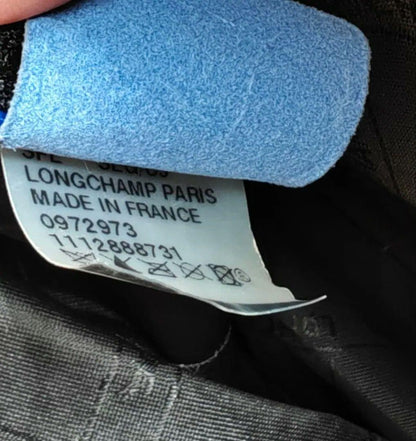 LONGCHAMP PARIS
MADE IN FRANCE
0972973
1112888731